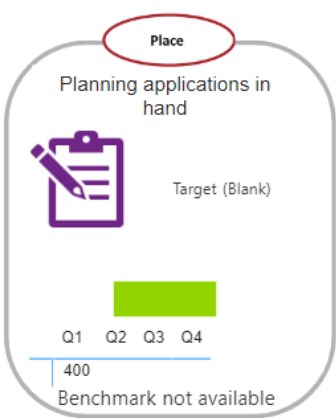 Place
Planning applications in
hand
Target (Blank)
Q1 Q2 Q3 Q4
400
Benchmark not available